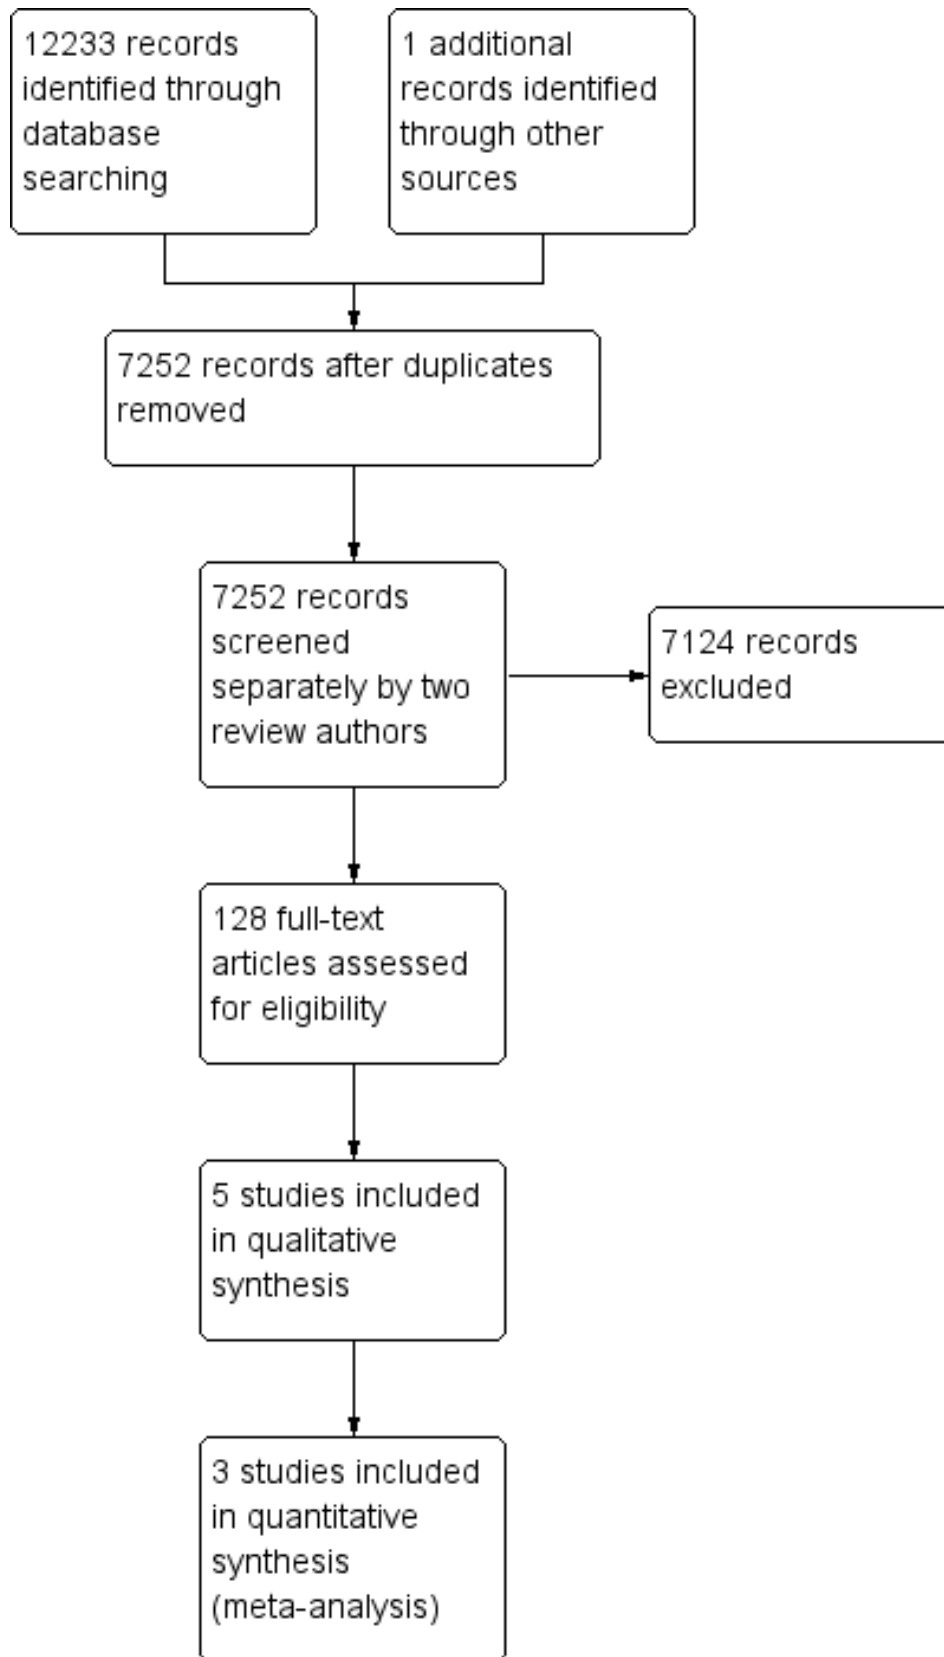 12233 records
identified through
database
searching
1 additional
records identified
through other
sources
7252 records after duplicates
removed
7252 records
screened
separately by two
review authors
7124 records
excluded
128 full-text
articles assessed
for eligibility
5 studies included
in qualitative
synthesis
3 studies included
in quantitative
synthesis
(meta-analysis)